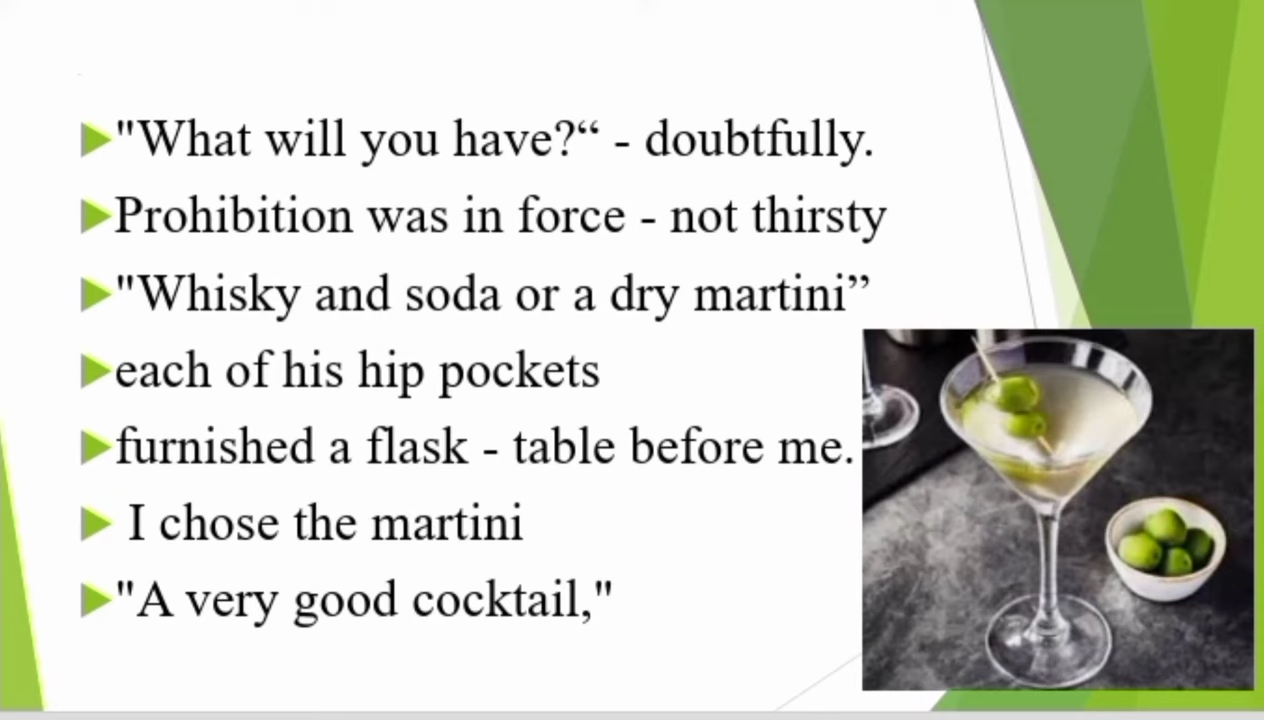 "What will you have?“ - doubtfully.
Prohibition was in force - not thirsty
"Whisky and soda or a dry martini”
each of his hip pockets
furnished a flask - table before me.
I chose the martini
"A very good cocktail,"